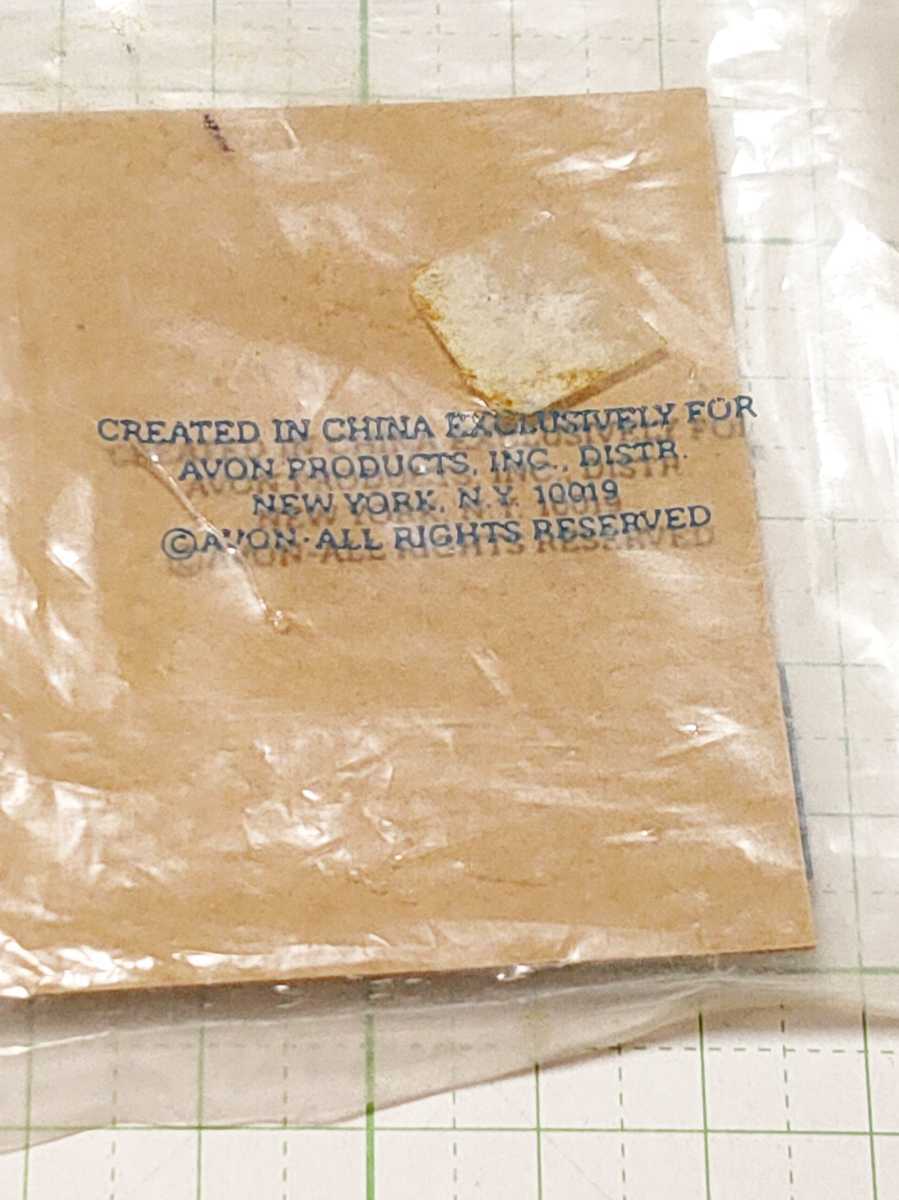 CREATED IN CHINA EXCLUSIVELY FOR
AVON PRODUCTS, INC., DISTR.
NEW YORK, N.Y. 10019
©AVON·ALL RIGHTS RESERVED